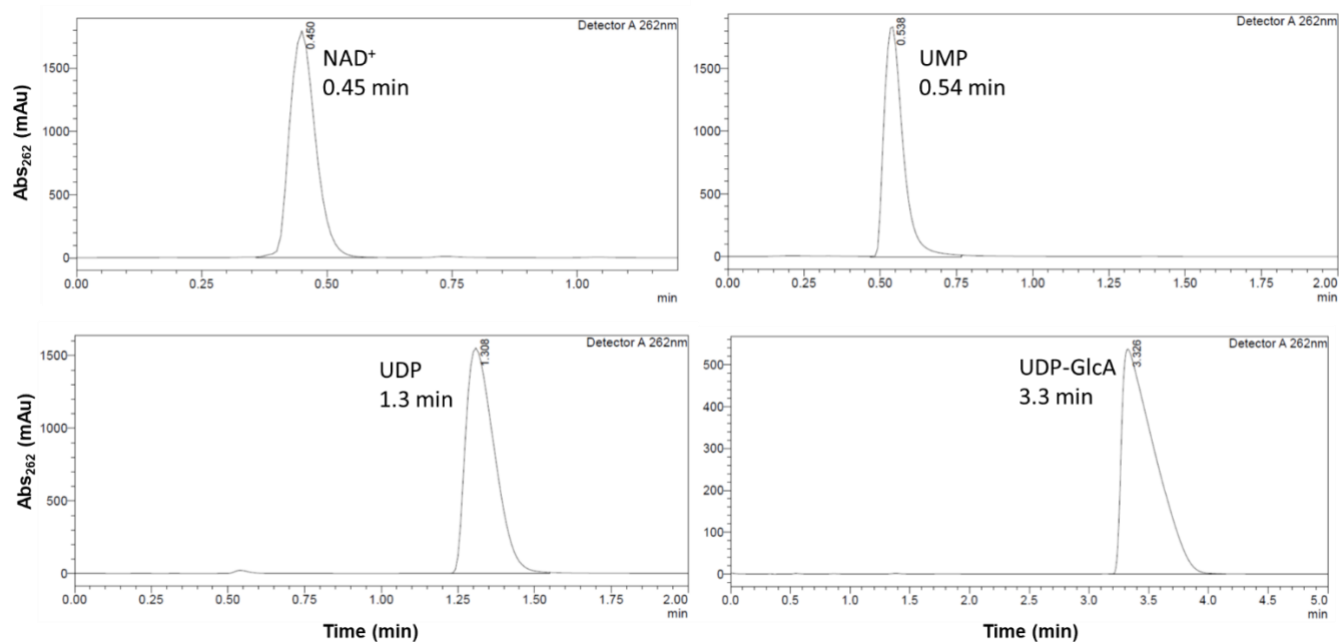 Detector A 262nm
0.450
NAD⁺
0.45 min
Abs₂₆₂ (mAu)
1500
1000
500
0
0.00 0.25 0.50 0.75 1.00
min
Detector A 262nm
0.538
UMP
0.54 min
1500
1000
500
0
0.00 0.25 0.50 0.75 1.00 1.25 1.50 1.75 2.00
min
Detector A 262nm
1.308
UDP
1.3 min
Abs₂₆₂ (mAu)
1500
1000
500
0
0.00 0.25 0.50 0.75 1.00 1.25 1.50 1.75 2.00
min
Time (min)
Detector A 262nm
3.326
UDP-GlcA
3.3 min
500
400
300
200
100
0
0.0 0.5 1.0 1.5 2.0 2.5 3.0 3.5 4.0 4.5 5.0
min
Time (min)